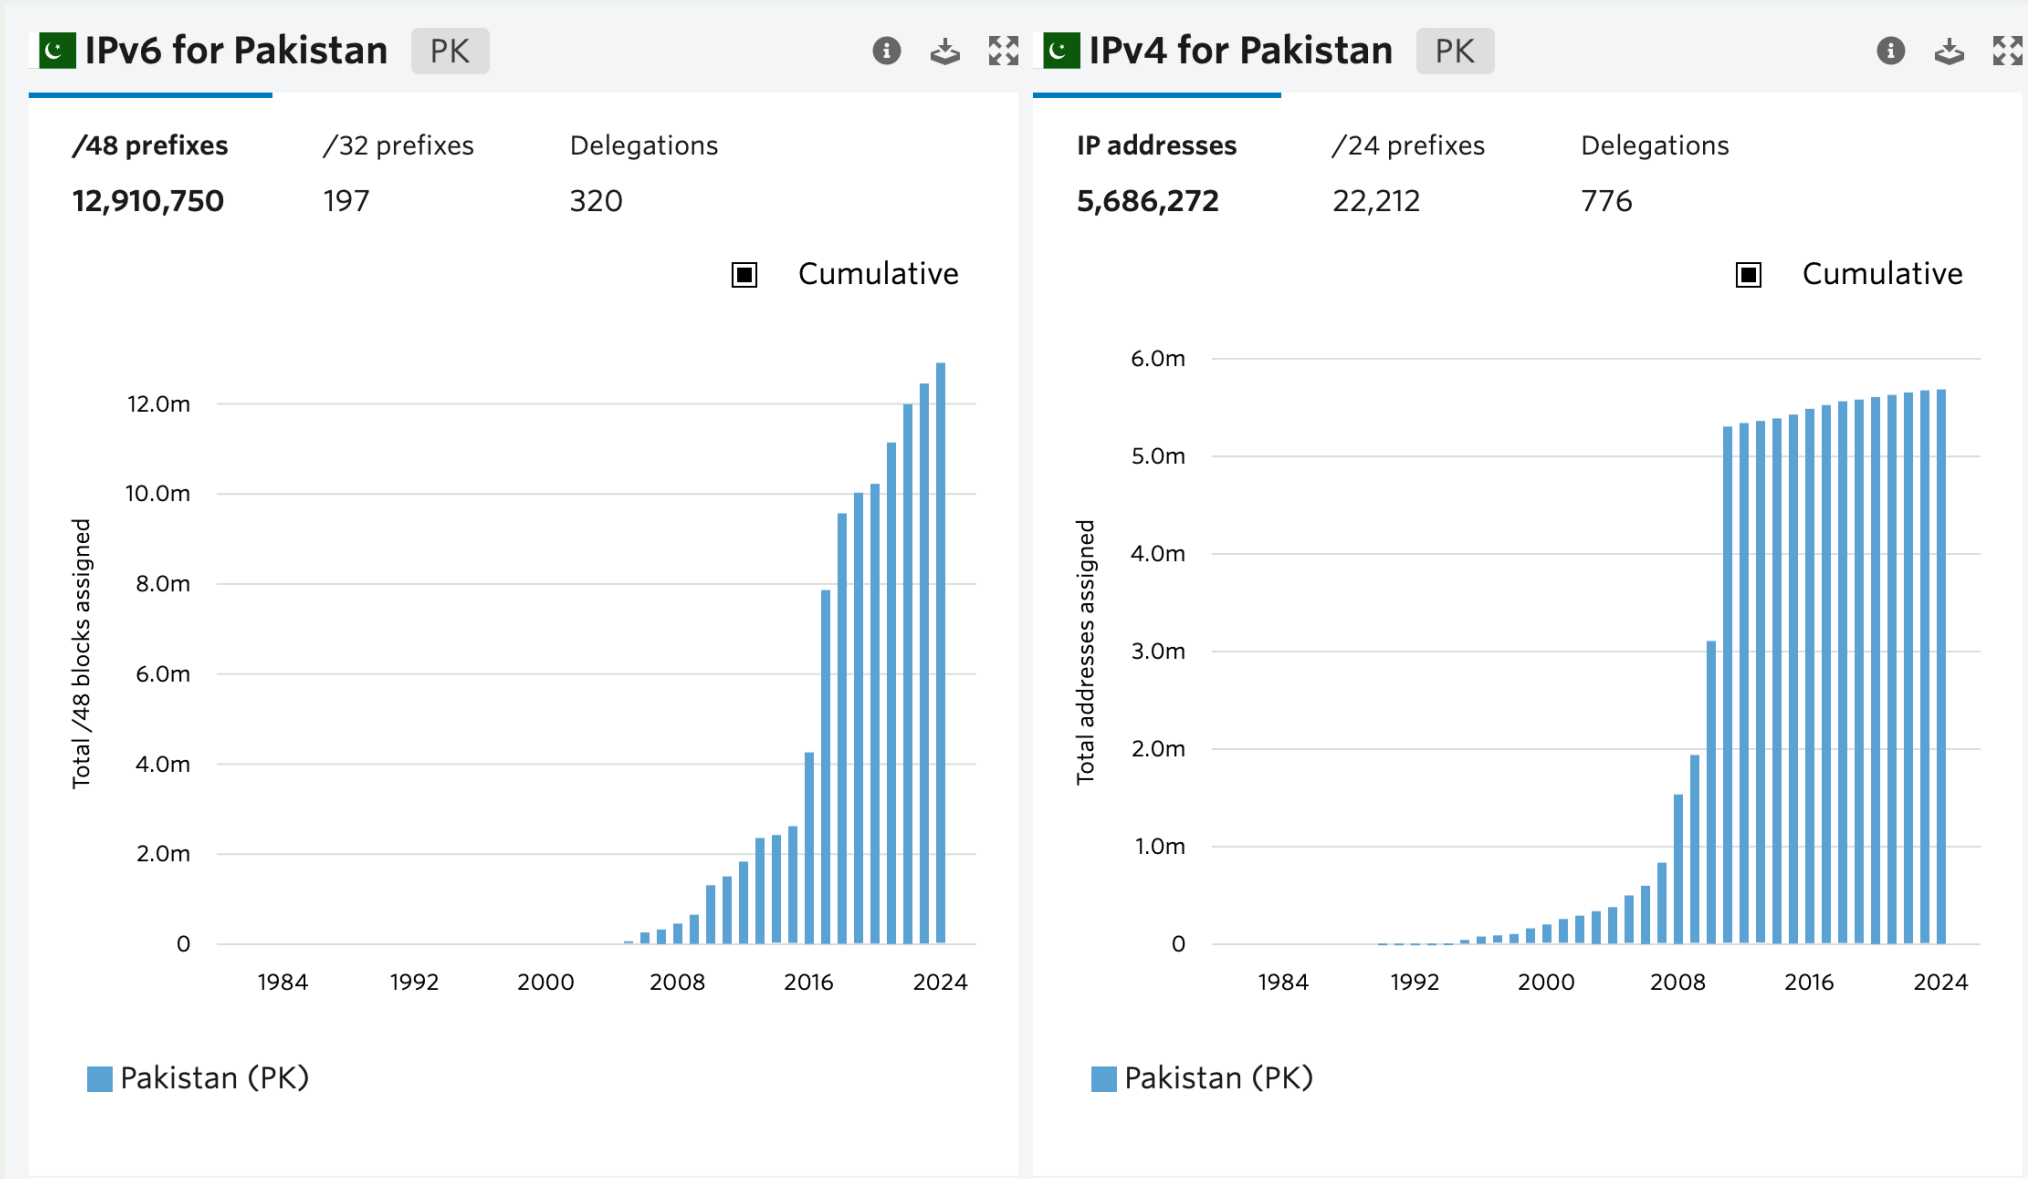 IPv6 for Pakistan PK
/48 prefixes /32 prefixes Delegations
12,910,750 197 320
Cumulative
Total /48 blocks assigned
12.0m
10.0m
8.0m
6.0m
4.0m
2.0m
0
1984 1992 2000 2008 2016 2024
Pakistan (PK)
IPv4 for Pakistan PK
IP addresses /24 prefixes Delegations
5,686,272 22,212 776
Cumulative
Total addresses assigned
6.0m
5.0m
4.0m
3.0m
2.0m
1.0m
0
1984 1992 2000 2008 2016 2024
Pakistan (PK)